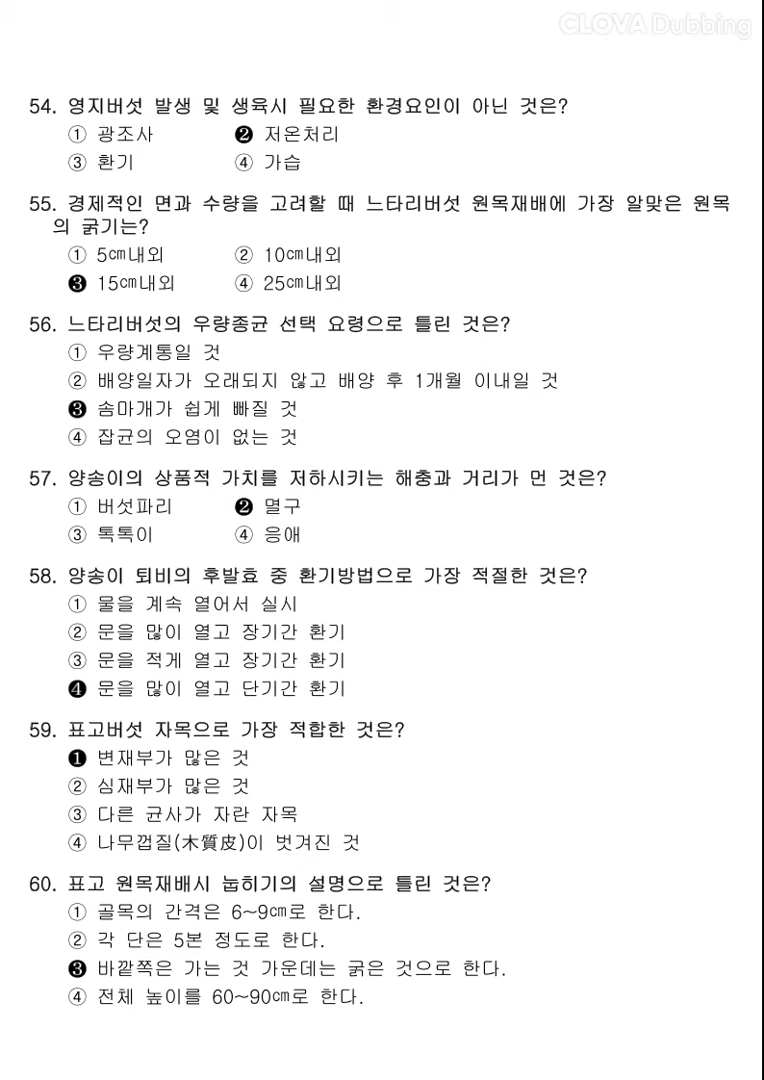 CLOVA Dubbing
54. 영지버섯 발생 및 생육시 필요한 환경요인이 아닌 것은?
① 광조사 ❷ 저온처리
③ 환기 ④ 가습
55. 경제적인 면과 수량을 고려할 때 느타리버섯 원목재배에 가장 알맞은 원목
의 굵기는?
① 5㎝내외 ② 10㎝내외
❸ 15㎝내외 ④ 25㎝내외
56. 느타리버섯의 우량종균 선택 요령으로 틀린 것은?
① 우량계통일 것
② 배양일자가 오래되지 않고 배양 후 1개월 이내일 것
❸ 솜마개가 쉽게 빠질 것
④ 잡균의 오염이 없는 것
57. 양송이의 상품적 가치를 저하시키는 해충과 거리가 먼 것은?
① 버섯파리 ❷ 멸구
③ 톡톡이 ④ 응애
58. 양송이 퇴비의 후발효 중 환기방법으로 가장 적절한 것은?
① 물을 계속 열어서 실시
② 문을 많이 열고 장기간 환기
③ 문을 적게 열고 장기간 환기
❹ 문을 많이 열고 단기간 환기
59. 표고버섯 자목으로 가장 적합한 것은?
❶ 변재부가 많은 것
② 심재부가 많은 것
③ 다른 균사가 자란 자목
④ 나무껍질(木質皮)이 벗겨진 것
60. 표고 원목재배시 눕히기의 설명으로 틀린 것은?
① 골목의 간격은 6~9㎝로 한다.
② 각 단은 5본 정도로 한다.
❸ 바깥쪽은 가는 것 가운데는 굵은 것으로 한다.
④ 전체 높이를 60~90㎝로 한다.